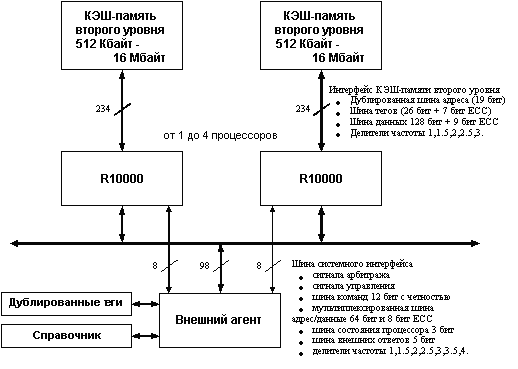 КЭШ-память
второго уровня
512 Кбайт -
16 Мбайт
КЭШ-память
второго уровня
512 Кбайт -
16 Мбайт
Интерфейс КЭШ-памяти второго уровня
Дублированная шина адреса (19 бит)
Шина тегов (26 бит + 7 бит ECC)
Шина данных 128 бит + 9 бит ECC
Делители частоты 1,1.5,2,2.5,3.
234
234
от 1 до 4 процессоров
R10000
R10000
8
98
8
Шина системного интерфейса
сигнала арбитража
сигнала управления
шина команд 12 бит с четностью
мультиплексированная шина
адрес/данные 64 бит и 8 бит ECC
шина состояния процессора 3 бит
шина внешних ответов 5 бит
делители частоты 1,1.5,2,2.5,3,3.5,4.
Дублированные теги
Внешний агент
Справочник